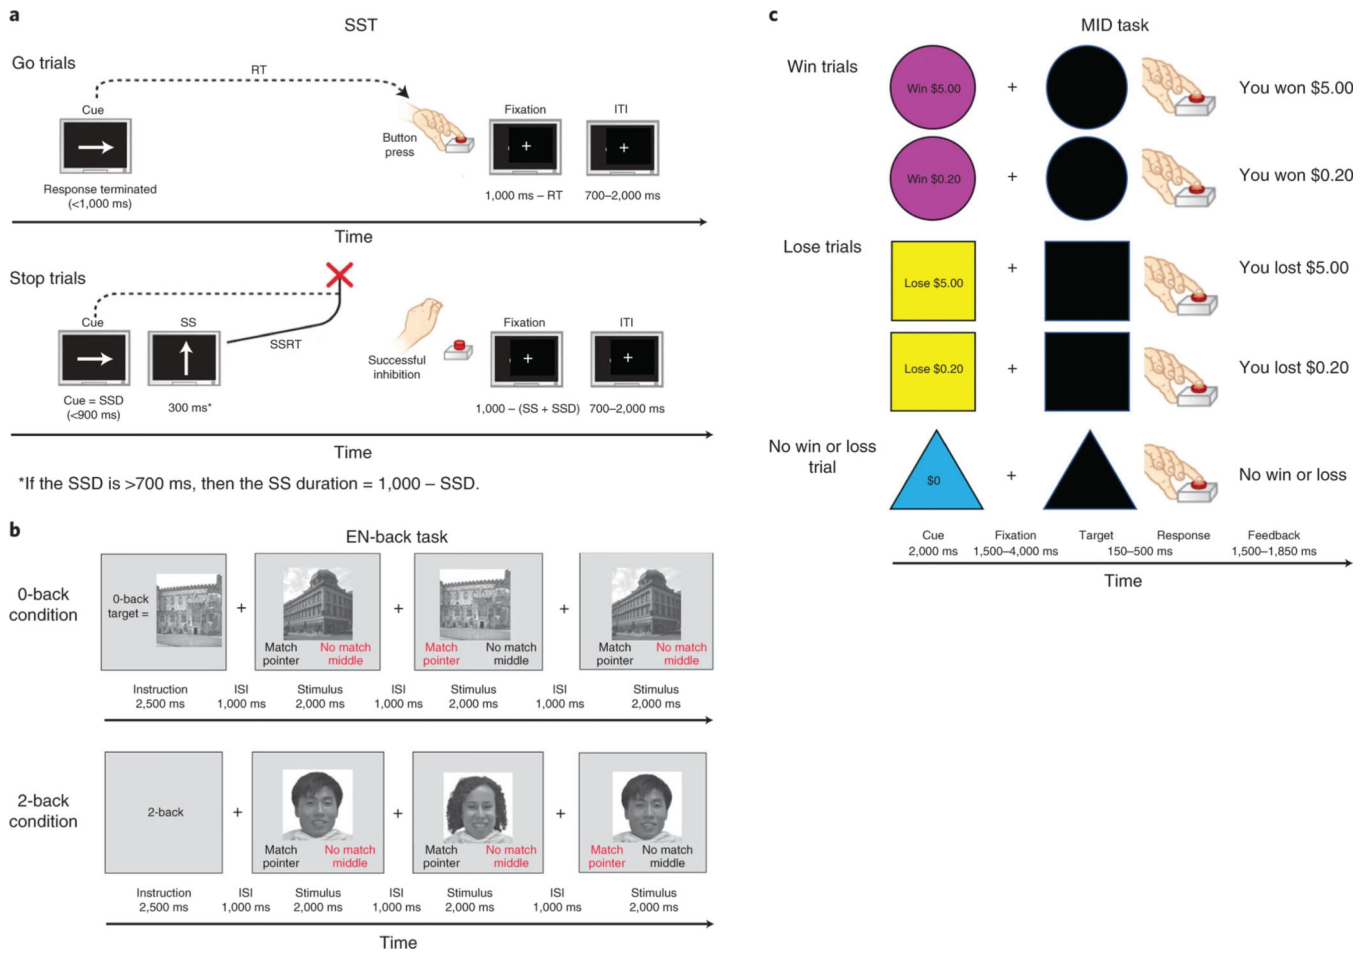 a
SST
Go trials
RT
Cue
Button
press
Fixation
ITI
Response terminated
(<1,000 ms)
1,000 ms – RT
700–2,000 ms
Time
Stop trials
Cue
SS
SSRT
Successful
inhibition
Fixation
ITI
Cue = SSD
(<900 ms)
300 ms*
1,000 – (SS + SSD)
700–2,000 ms
Time
*If the SSD is >700 ms, then the SS duration = 1,000 – SSD.
b
EN-back task
0-back
condition
0-back
target =
+
Match
pointer
No match
middle
+
Match
pointer
No match
middle
+
Match
pointer
No match
middle
Instruction
2,500 ms
ISI
1,000 ms
Stimulus
2,000 ms
ISI
1,000 ms
Stimulus
2,000 ms
ISI
1,000 ms
Stimulus
2,000 ms
2-back
condition
2-back
+
Match
pointer
No match
middle
+
Match
pointer
No match
middle
+
Match
pointer
No match
middle
Instruction
2,500 ms
ISI
1,000 ms
Stimulus
2,000 ms
ISI
1,000 ms
Stimulus
2,000 ms
ISI
1,000 ms
Stimulus
2,000 ms
Time
c
MID task
Win trials
Win $5.00
+
You won $5.00
Win $0.20
+
You won $0.20
Lose trials
Lose $5.00
+
You lost $5.00
Lose $0.20
+
You lost $0.20
No win or loss
trial
$0
+
No win or loss
Cue
2,000 ms
Fixation
1,500–4,000 ms
Target
Response
150–500 ms
Feedback
1,500–1,850 ms
Time